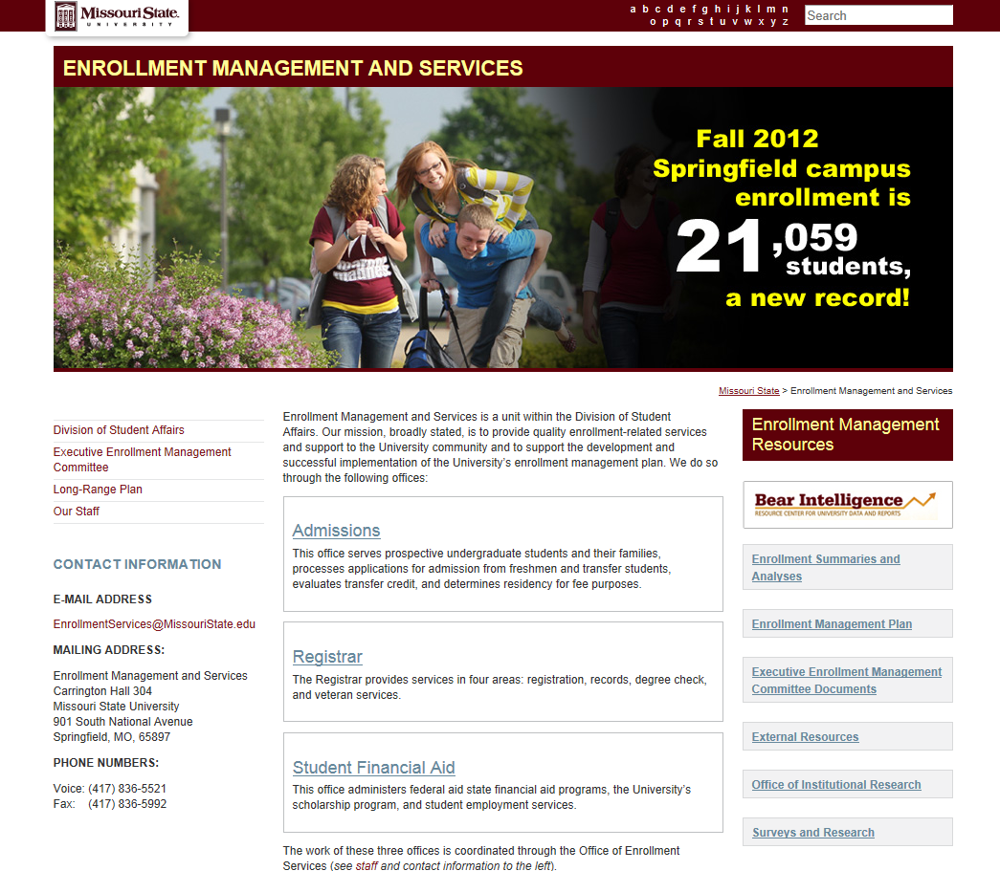 Missouri State.
UNIVERSITY
a b c d e f g h i j k l m n
o p q r s t u v w x y z
Search
ENROLLMENT MANAGEMENT AND SERVICES
Fall 2012
Springfield campus
enrollment is
21,059
students,
a new record!
Missouri State > Enrollment Management and Services
Division of Student Affairs
Executive Enrollment Management
Committee
Long-Range Plan
Our Staff
CONTACT INFORMATION
E-MAIL ADDRESS
EnrollmentServices@MissouriState.edu
MAILING ADDRESS:
Enrollment Management and Services
Carrington Hall 304
Missouri State University
901 South National Avenue
Springfield, MO, 65897
PHONE NUMBERS:
Voice: (417) 836-5521
Fax: (417) 836-5992
Enrollment Management and Services is a unit within the Division of Student
Affairs. Our mission, broadly stated, is to provide quality enrollment-related services
and support to the University community and to support the development and
successful implementation of the University's enrollment management plan. We do so
through the following offices:
Admissions
This office serves prospective undergraduate students and their families,
processes applications for admission from freshmen and transfer students,
evaluates transfer credit, and determines residency for fee purposes.
Registrar
The Registrar provides services in four areas: registration, records, degree check,
and veteran services.
Student Financial Aid
This office administers federal aid state financial aid programs, the University's
scholarship program, and student employment services.
The work of these three offices is coordinated through the Office of Enrollment
Services (see staff and contact information to the left).
Enrollment Management
Resources
Bear Intelligence
RESOURCE CENTER FOR UNIVERSITY DATA AND REPORTS
Enrollment Summaries and
Analyses
Enrollment Management Plan
Executive Enrollment Management
Committee Documents
External Resources
Office of Institutional Research
Surveys and Research